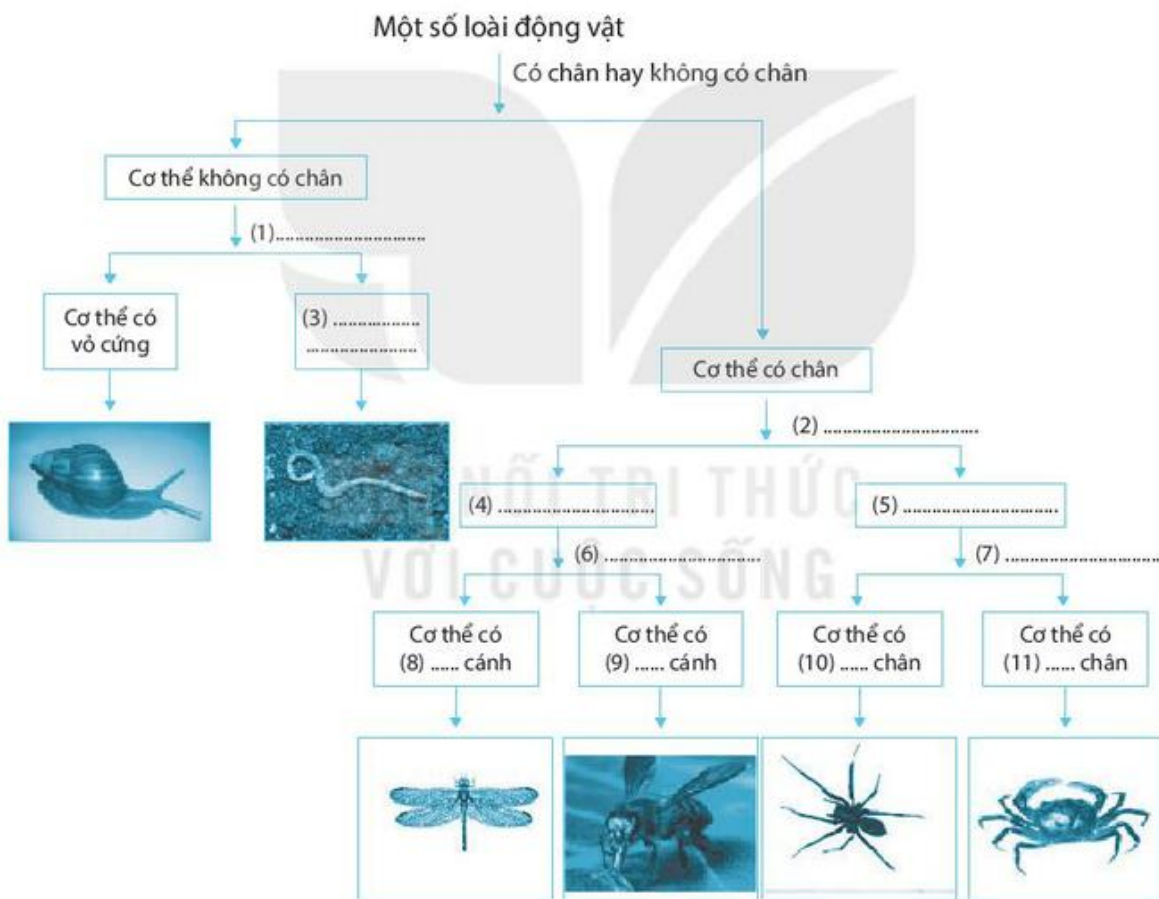 Một số loài động vật
Có chân hay không có chân
Cơ thể không có chân
(1)................................
Cơ thể có
vỏ cứng
(3) ...................
........................
Cơ thể có chân
(2) ..................................
(4) ..................................
(5) ..................................
(6) ..................................
(7) ..................................
Cơ thể có
(8) ...... cánh
Cơ thể có
(9) ...... cánh
Cơ thể có
(10) ...... chân
Cơ thể có
(11) ...... chân
NỐI TRI THỨC
VỚI CUỘC SỐNG